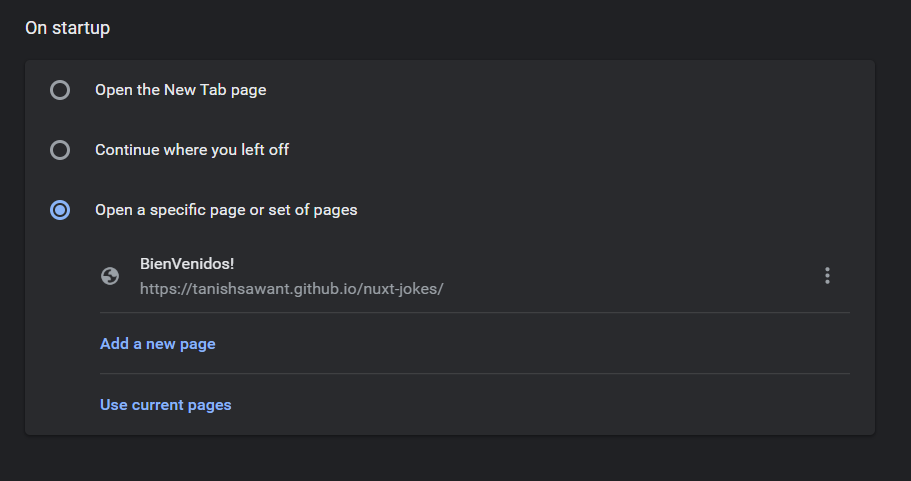 On startup
Open the New Tab page
Continue where you left off
Open a specific page or set of pages
BienVenidos!
https://tanishsawant.github.io/nuxt-jokes/
Add a new page
Use current pages